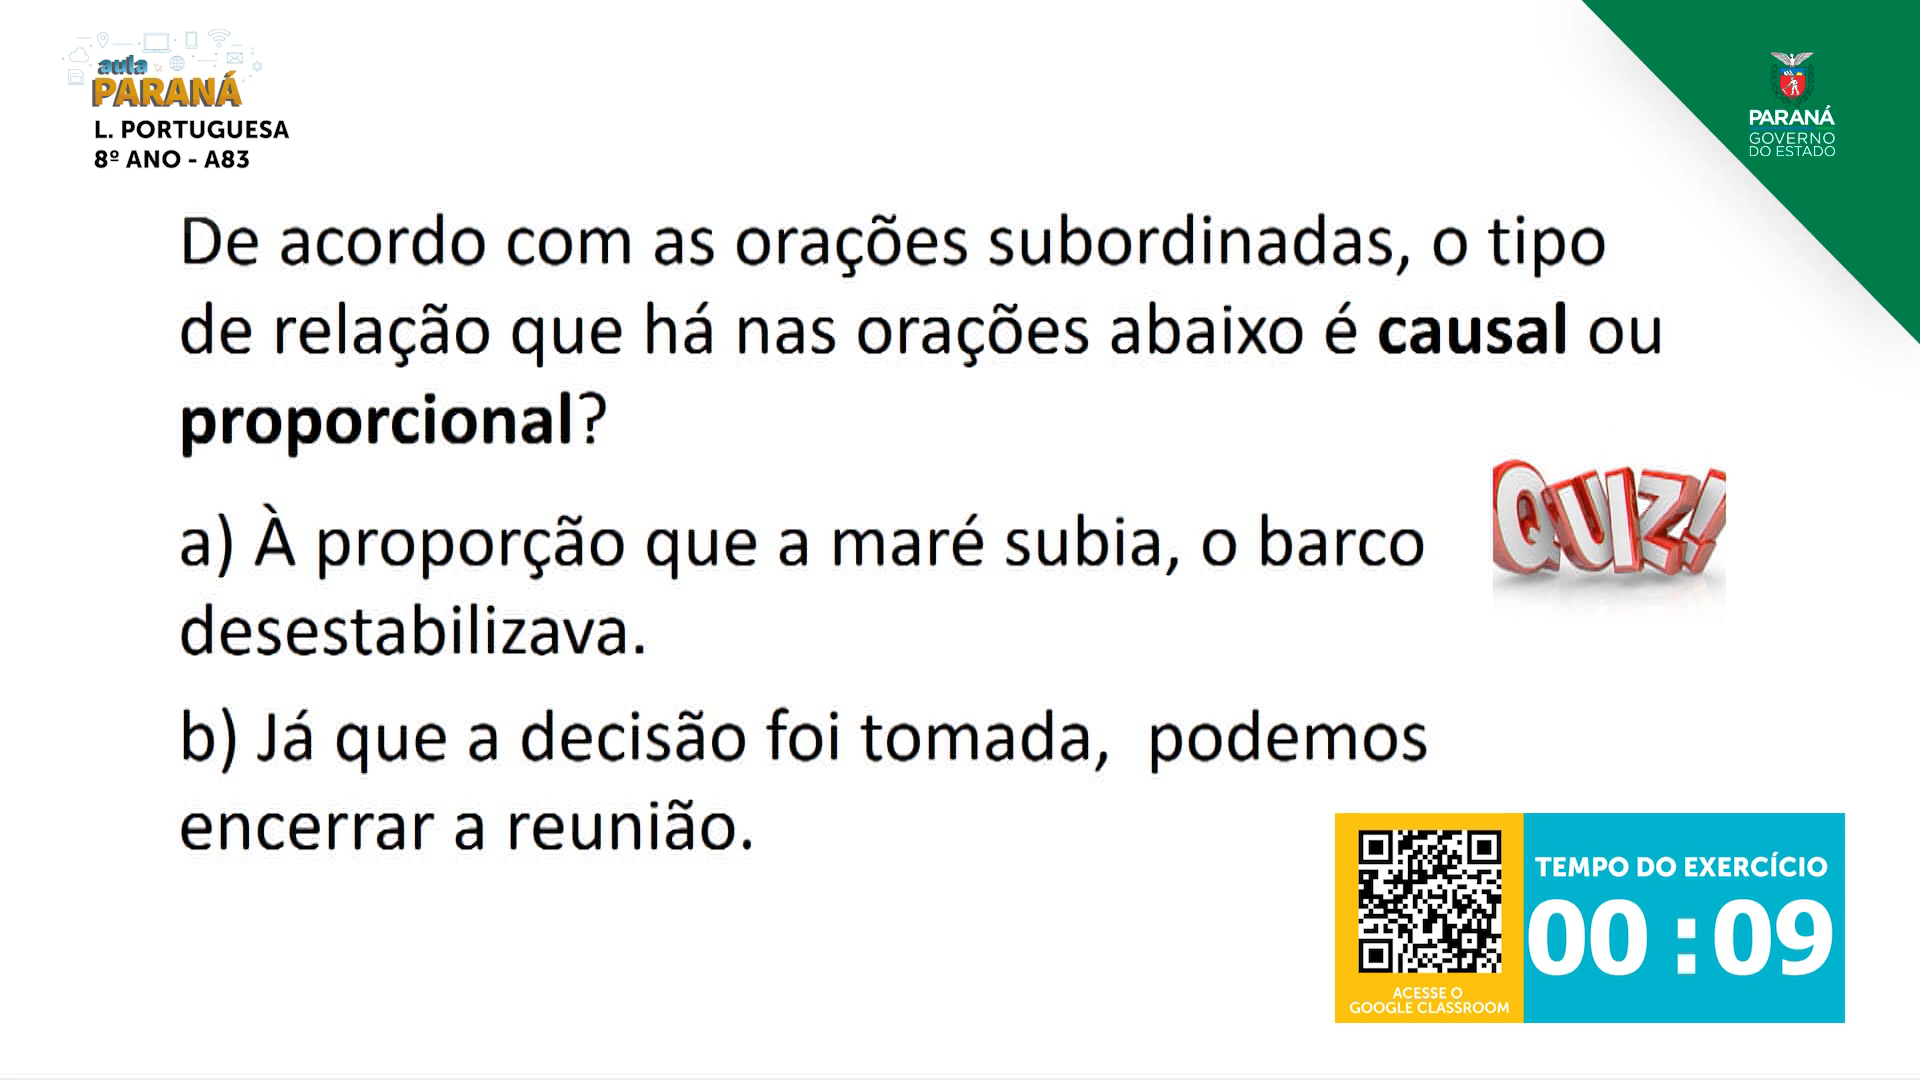 aula
PARANÁ
L. PORTUGUESA
8º ANO - A83
PARANÁ
GOVERNO
DO ESTADO
De acordo com as orações subordinadas, o tipo
de relação que há nas orações abaixo é causal ou
proporcional?
a) À proporção que a maré subia, o barco
desestabilizava.
QUIZ!
b) Já que a decisão foi tomada,  podemos
encerrar a reunião.
TEMPO DO EXERCÍCIO
00 : 09
ACESSE O
GOOGLE CLASSROOM